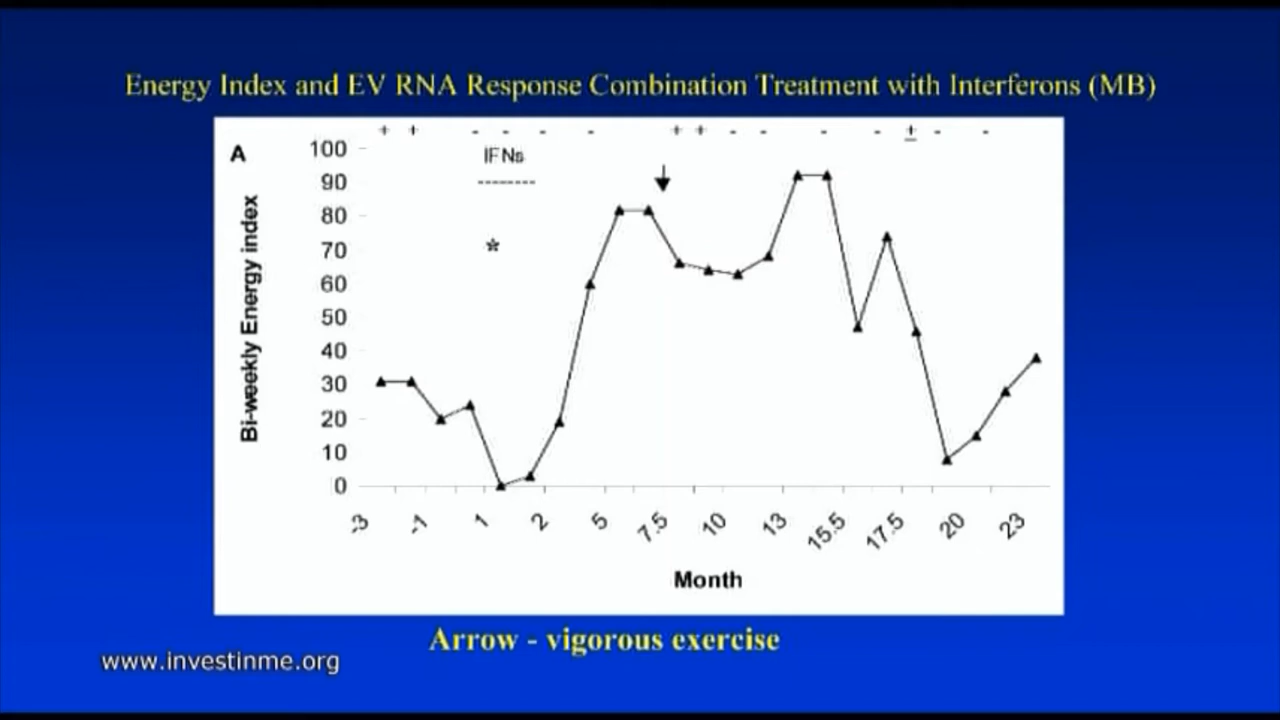 Energy Index and EV RNA Response Combination Treatment with Interferons (MB)
+ + - - - - + + - - - - ± - -
A
IFNs
--------
*
Bi-weekly Energy index
100
90
80
70
60
50
40
30
20
10
0
-3 -1 1 2 5 7.5 10 13 15.5 17.5 20 23
Month
Arrow - vigorous exercise
www.investinme.org